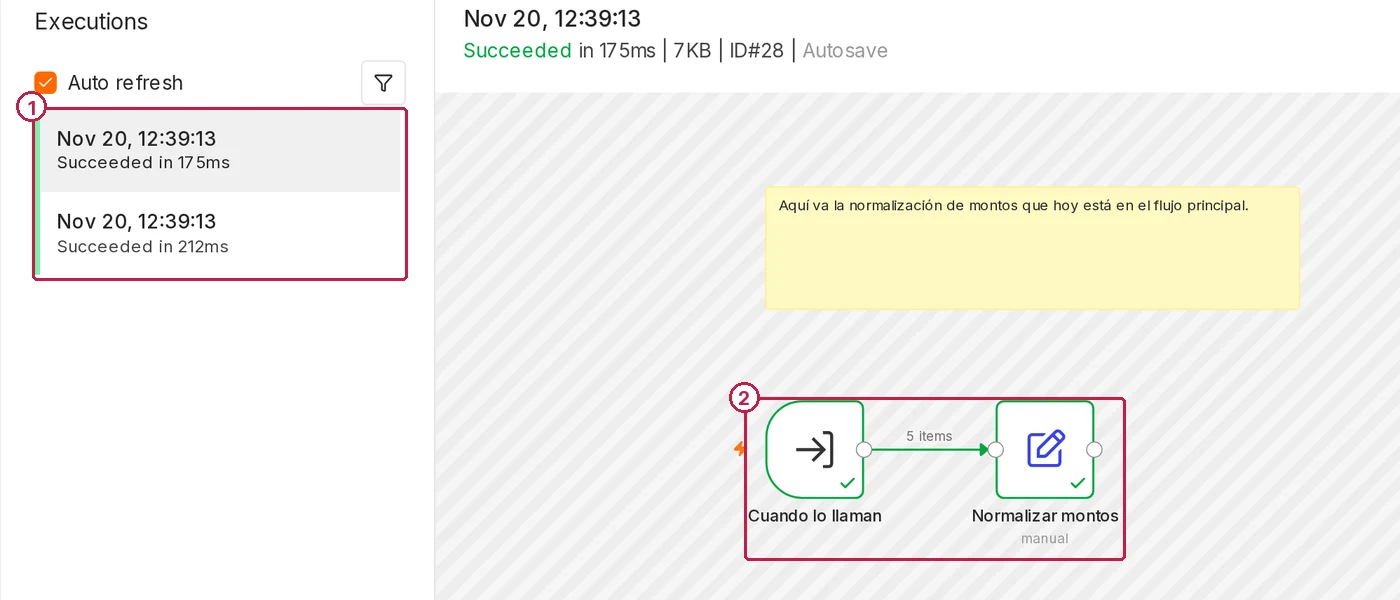 Executions
Auto refresh
1
Nov 20, 12:39:13
Succeeded in 175ms
Nov 20, 12:39:13
Succeeded in 212ms
Nov 20, 12:39:13
Succeeded in 175ms | 7KB | ID#28 | Autosave
Aquí va la normalización de montos que hoy está en el flujo principal.
2
5 items
Cuando lo llaman
Normalizar montos
manual